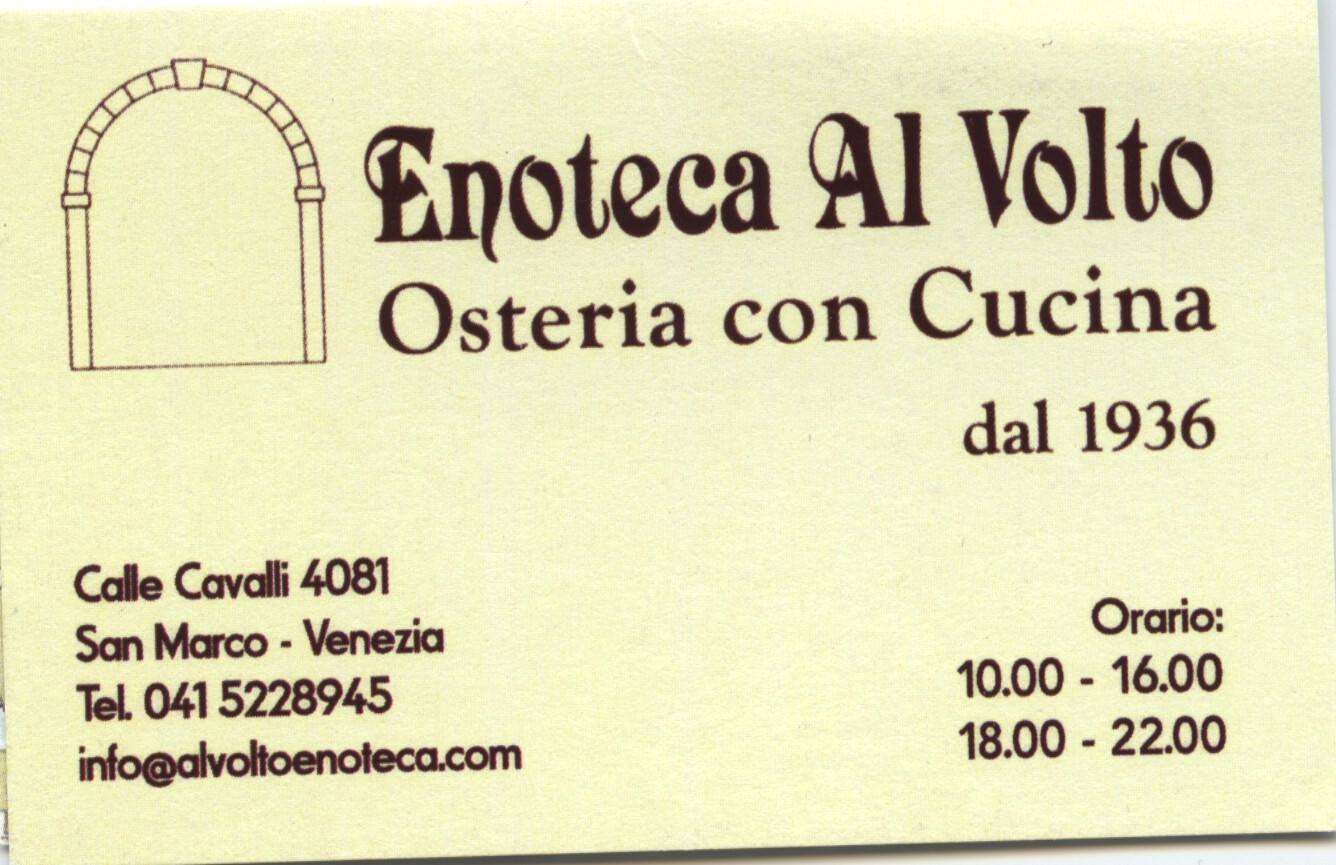 Enoteca Al Volto
Osteria con Cucina
dal 1936
Calle Cavalli 4081
San Marco - Venezia
Tel. 041 5228945
info@alvoltoenoteca.com
Orario:
10.00 - 16.00
18.00 - 22.00